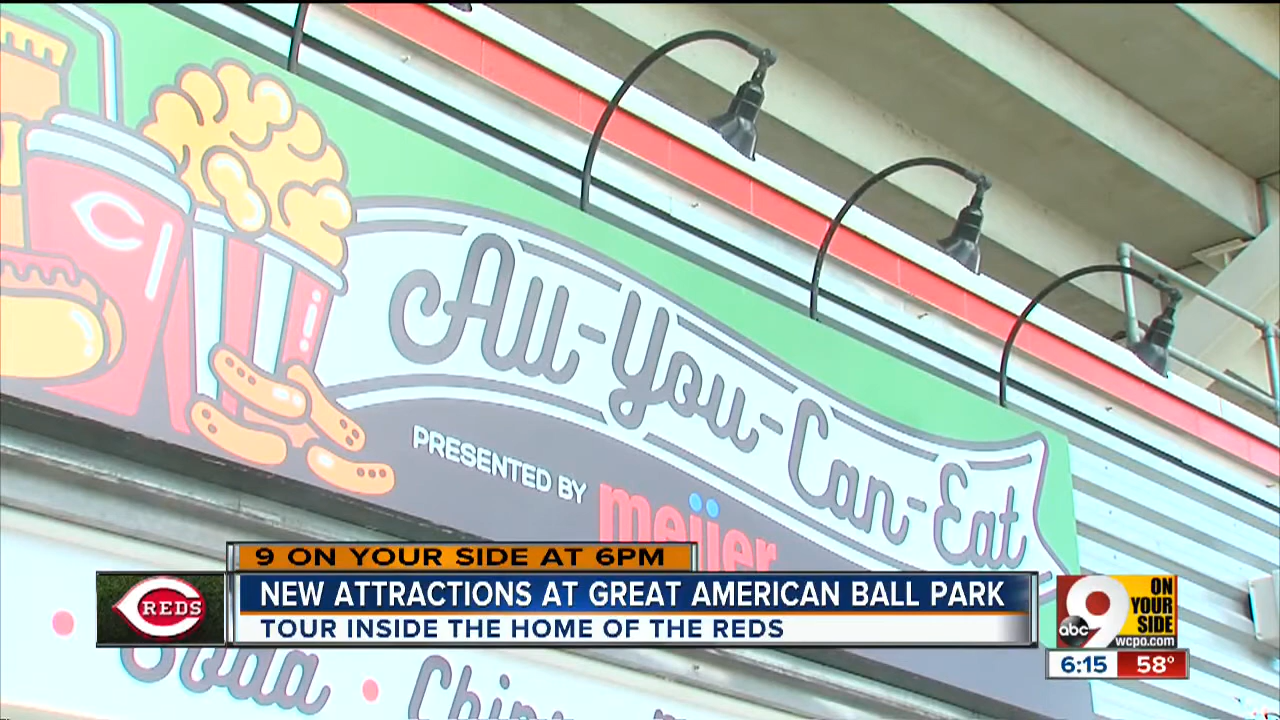 All-You-Can-Eat
PRESENTED BY
meijer
9 ON YOUR SIDE AT 6PM
NEW ATTRACTIONS AT GREAT AMERICAN BALL PARK
REDS
TOUR INSIDE THE HOME OF THE REDS
abc 9
ON YOUR SIDE
wcpo.com
6:15 58°
Soda •